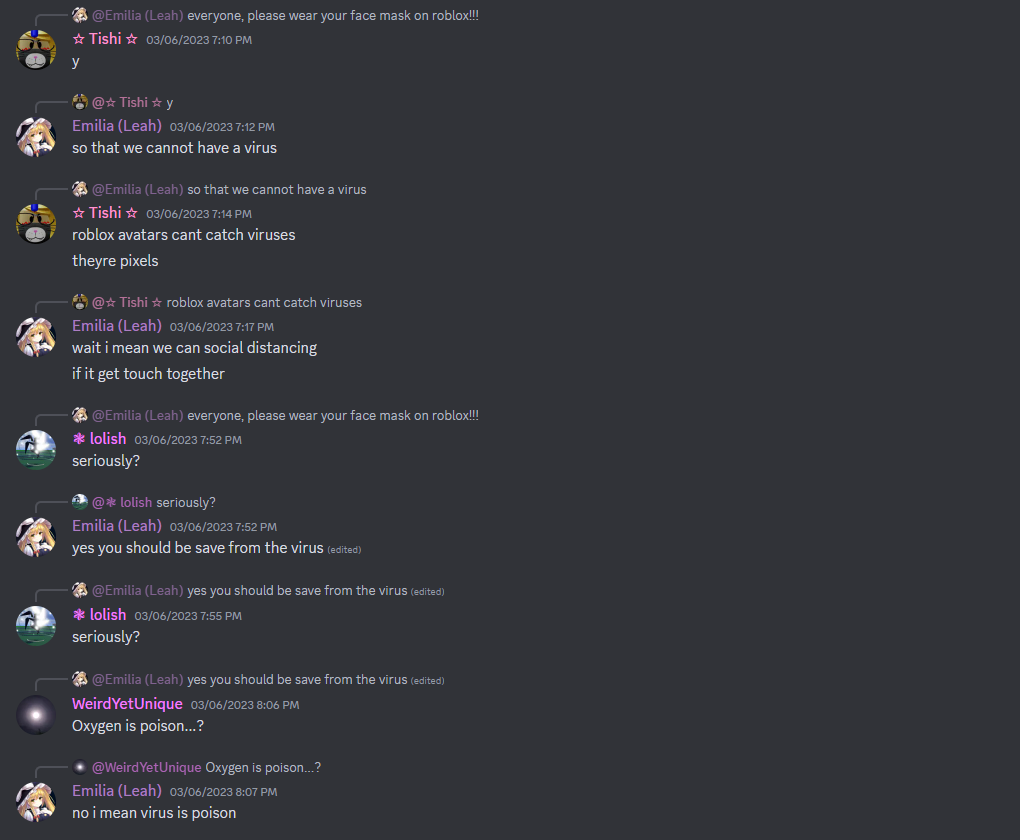 @Emilia (Leah) everyone, please wear your face mask on roblox!!!
☆ Tishi ☆ 03/06/2023 7:10 PM
y
@☆ Tishi ☆ y
Emilia (Leah) 03/06/2023 7:12 PM
so that we cannot have a virus
@Emilia (Leah) so that we cannot have a virus
☆ Tishi ☆ 03/06/2023 7:14 PM
roblox avatars cant catch viruses
theyre pixels
@☆ Tishi ☆ roblox avatars cant catch viruses
Emilia (Leah) 03/06/2023 7:17 PM
wait i mean we can social distancing
if it get touch together
@Emilia (Leah) everyone, please wear your face mask on roblox!!!
❃ lolish 03/06/2023 7:52 PM
seriously?
@❃ lolish seriously?
Emilia (Leah) 03/06/2023 7:52 PM
yes you should be save from the virus (edited)
@Emilia (Leah) yes you should be save from the virus (edited)
❃ lolish 03/06/2023 7:55 PM
seriously?
@Emilia (Leah) yes you should be save from the virus (edited)
WeirdYetUnique 03/06/2023 8:06 PM
Oxygen is poison...?
@WeirdYetUnique Oxygen is poison...?
Emilia (Leah) 03/06/2023 8:07 PM
no i mean virus is poison